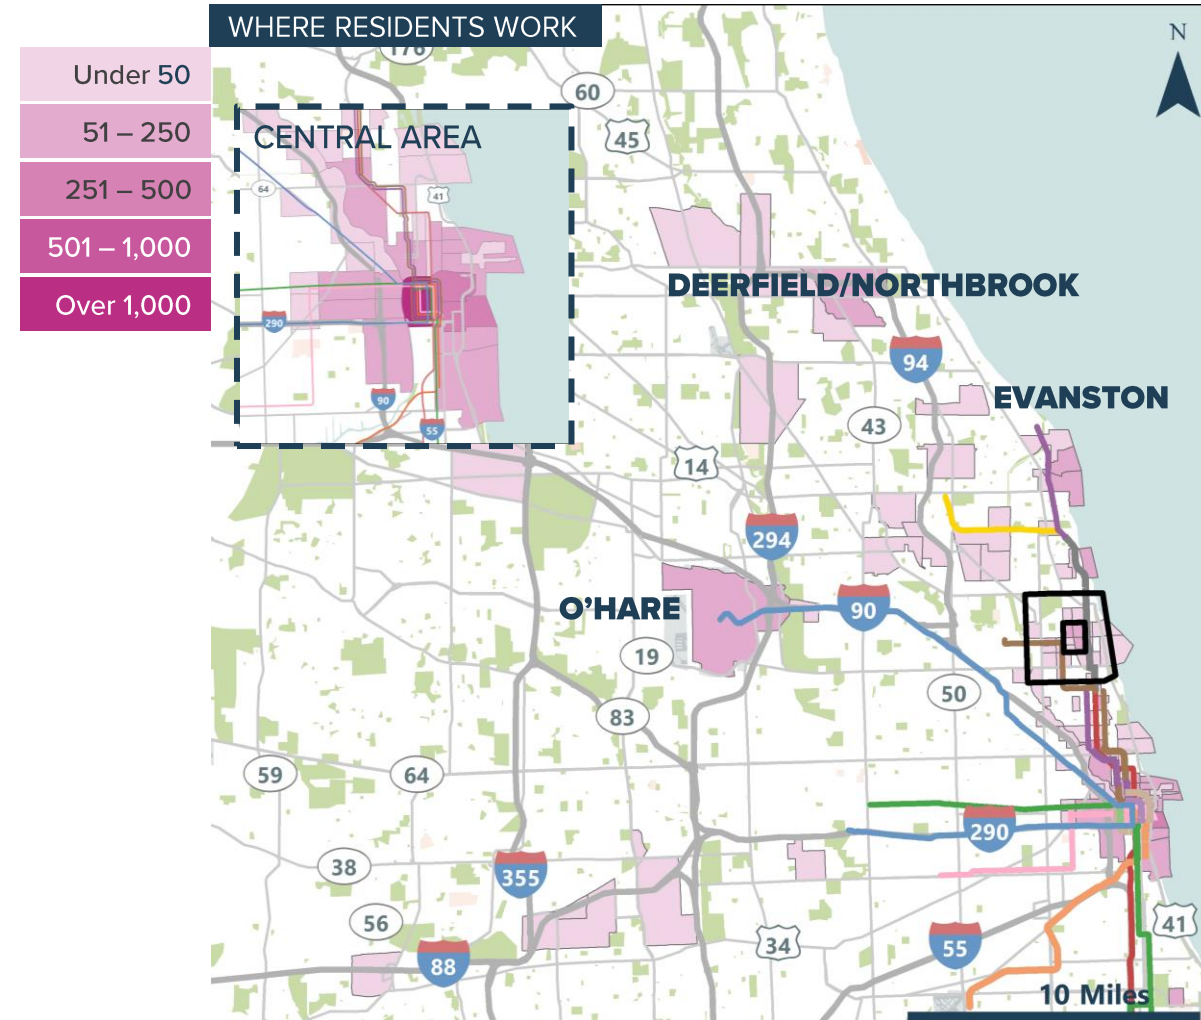 WHERE RESIDENTS WORK
N
Under 50
51 – 250
251 – 500
501 – 1,000
Over 1,000
176
60
45
CENTRAL AREA
64
41
290
90
55
DEERFIELD/NORTHBROOK
94
EVANSTON
43
14
294
O'HARE
90
19
50
83
59
64
290
38
355
56
41
34
55
88
10 Miles